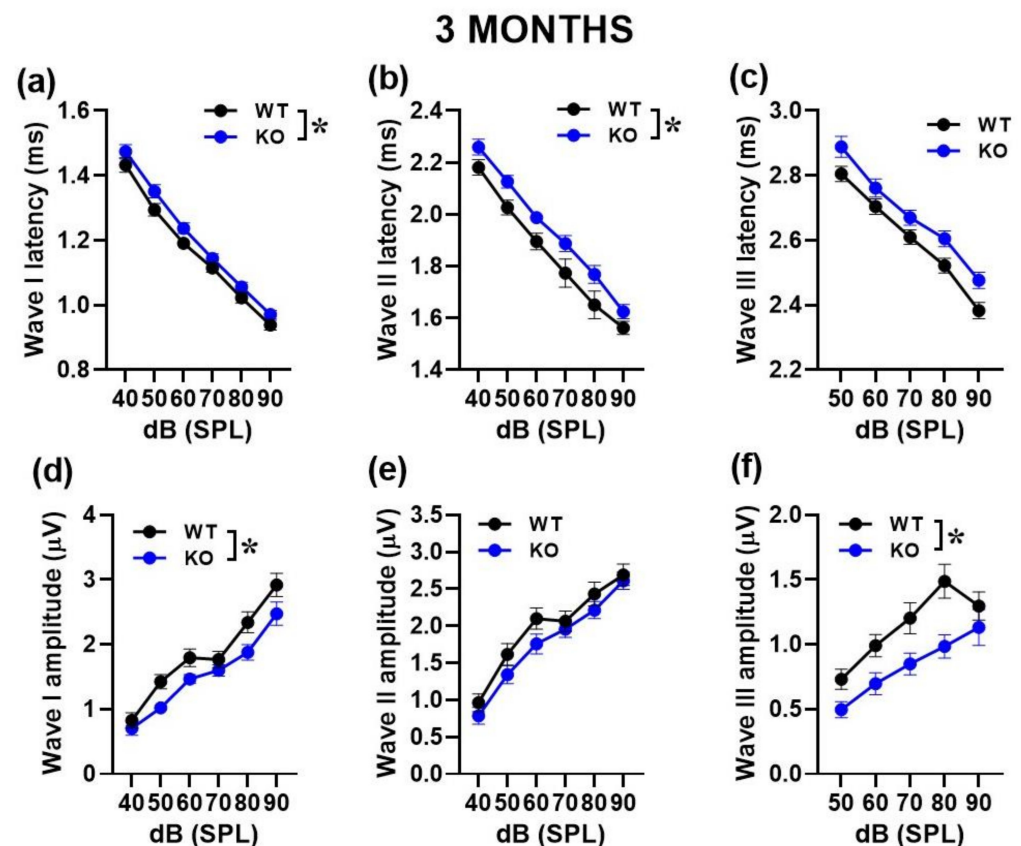 3 MONTHS
(a)
Wave I latency (ms)
1.6
1.4
1.2
1.0
0.8
WT
KO
*
40 50 60 70 80 90
dB (SPL)
(b)
Wave II latency (ms)
2.4
2.2
2.0
1.8
1.6
1.4
WT
KO
*
40 50 60 70 80 90
dB (SPL)
(c)
Wave III latency (ms)
3.0
2.8
2.6
2.4
2.2
WT
KO
50 60 70 80 90
dB (SPL)
(d)
Wave I amplitude (μV)
4
3
2
1
0
WT
KO
*
40 50 60 70 80 90
dB (SPL)
(e)
Wave II amplitude (μV)
3.5
3.0
2.5
2.0
1.5
1.0
0.5
0.0
WT
KO
40 50 60 70 80 90
dB (SPL)
(f)
Wave III amplitude (μV)
2.0
1.5
1.0
0.5
0.0
WT
KO
*
50 60 70 80 90
dB (SPL)